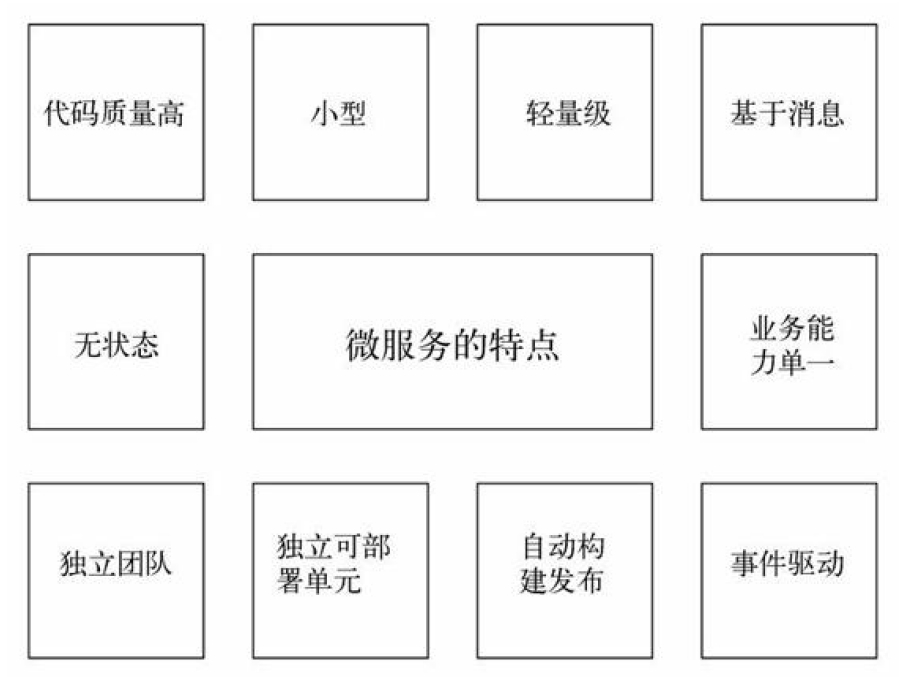 代码质量高
小型
轻量级
基于消息
无状态
微服务的特点
业务能
力单一
独立团队
独立可部
署单元
自动构
建发布
事件驱动